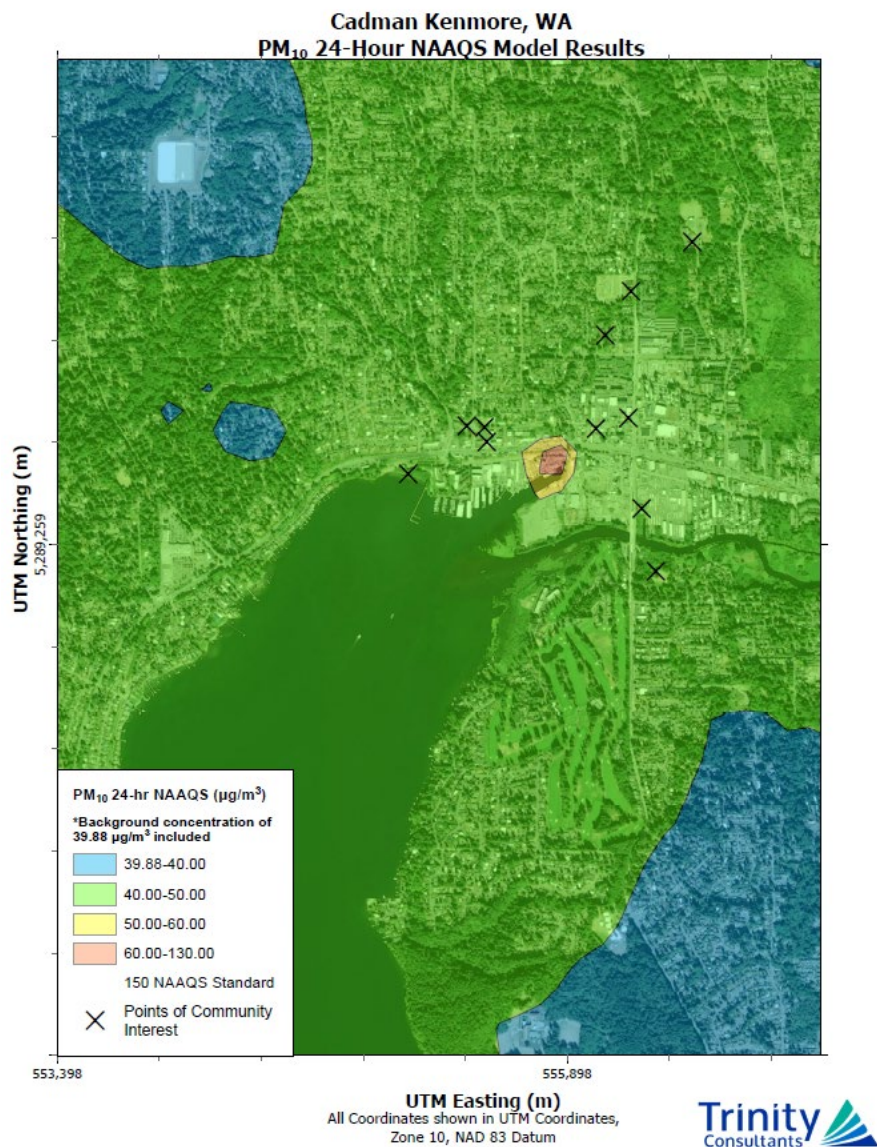 Cadman Kenmore, WA
PM₁₀ 24-Hour NAAQS Model Results
UTM Northing (m)
5,289,259
PM₁₀ 24-hr NAAQS (µg/m³)
*Background concentration of
39.88 µg/m³ included
39.88-40.00
40.00-50.00
50.00-60.00
60.00-130.00
150 NAAQS Standard
Points of Community
Interest
553,398
555,898
UTM Easting (m)
All Coordinates shown in UTM Coordinates,
Zone 10, NAD 83 Datum
Trinity
Consultants